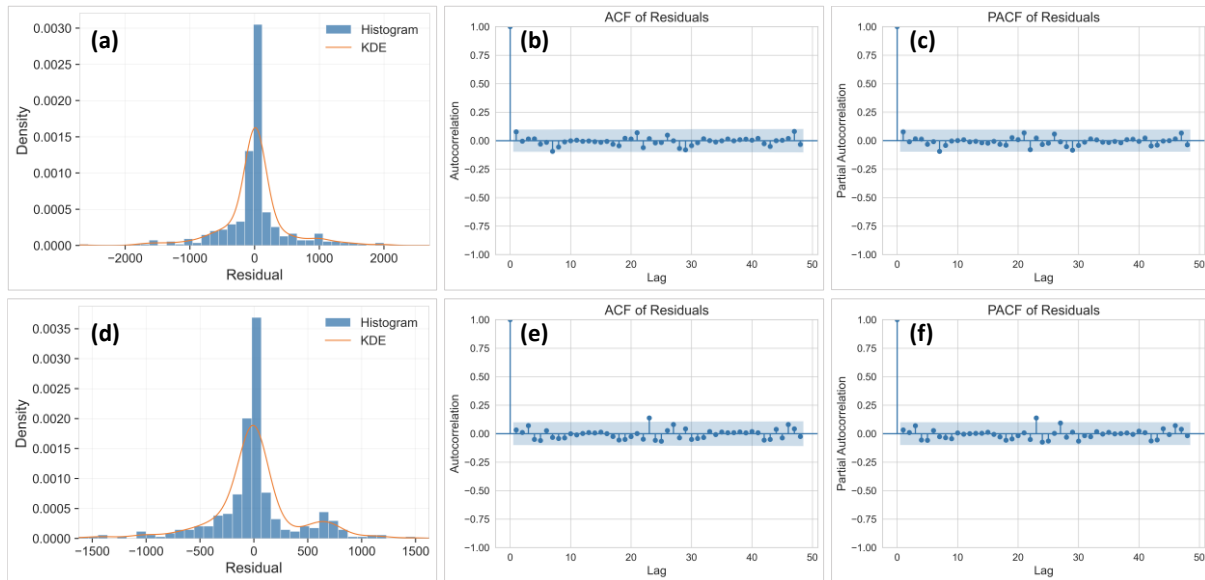 (a)
Histogram
KDE
0.0030
0.0025
0.0020
0.0015
0.0010
0.0005
0.0000
Density
−2000 −1000 0 1000 2000
Residual
ACF of Residuals
(b)
1.00
0.75
0.50
0.25
0.00
−0.25
−0.50
−0.75
−1.00
Autocorrelation
0 10 20 30 40 50
Lag
PACF of Residuals
(c)
1.00
0.75
0.50
0.25
0.00
−0.25
−0.50
−0.75
−1.00
Partial Autocorrelation
0 10 20 30 40 50
Lag
(d)
Histogram
KDE
0.0035
0.0030
0.0025
0.0020
0.0015
0.0010
0.0005
0.0000
Density
−1500 −1000 −500 0 500 1000 1500
Residual
ACF of Residuals
(e)
1.00
0.75
0.50
0.25
0.00
−0.25
−0.50
−0.75
−1.00
Autocorrelation
0 10 20 30 40 50
Lag
PACF of Residuals
(f)
1.00
0.75
0.50
0.25
0.00
−0.25
−0.50
−0.75
−1.00
Partial Autocorrelation
0 10 20 30 40 50
Lag